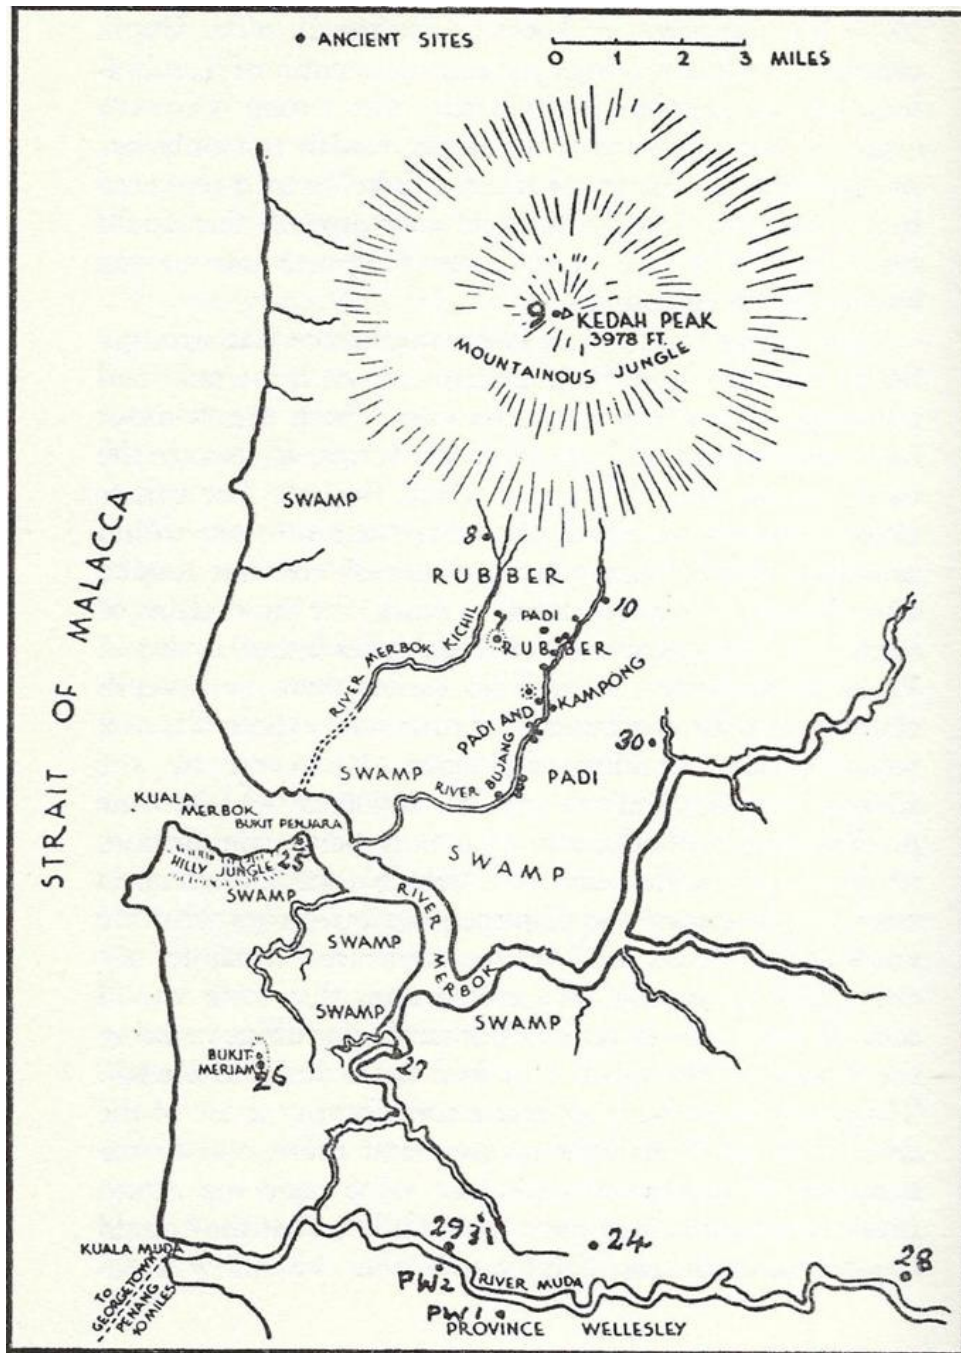 ANCIENT SITES
0 1 2 3 MILES
9
KEDAH PEAK
3978 FT.
MOUNTAINOUS JUNGLE
STRAIT OF MALACCA
SWAMP
8
RUBBER
PADI
10
RUBBER
RIVER MERBOK KICHIL
PADI AND KAMPONG
30
SWAMP
RIVER BUJANG
PADI
KUALA
MERBOK
BUKIT PENJARA
25
HILLY JUNGLE
SWAMP
SWAMP
RIVER MERBOK
SWAMP
SWAMP
SWAMP
BUKIT
MERIAM
26
27
29
31
24
28
KUALA MUDA
PW2
RIVER MUDA
PW1
PROVINCE WELLESLEY
TO
GEORGETOWN
PENANG
10 MILES